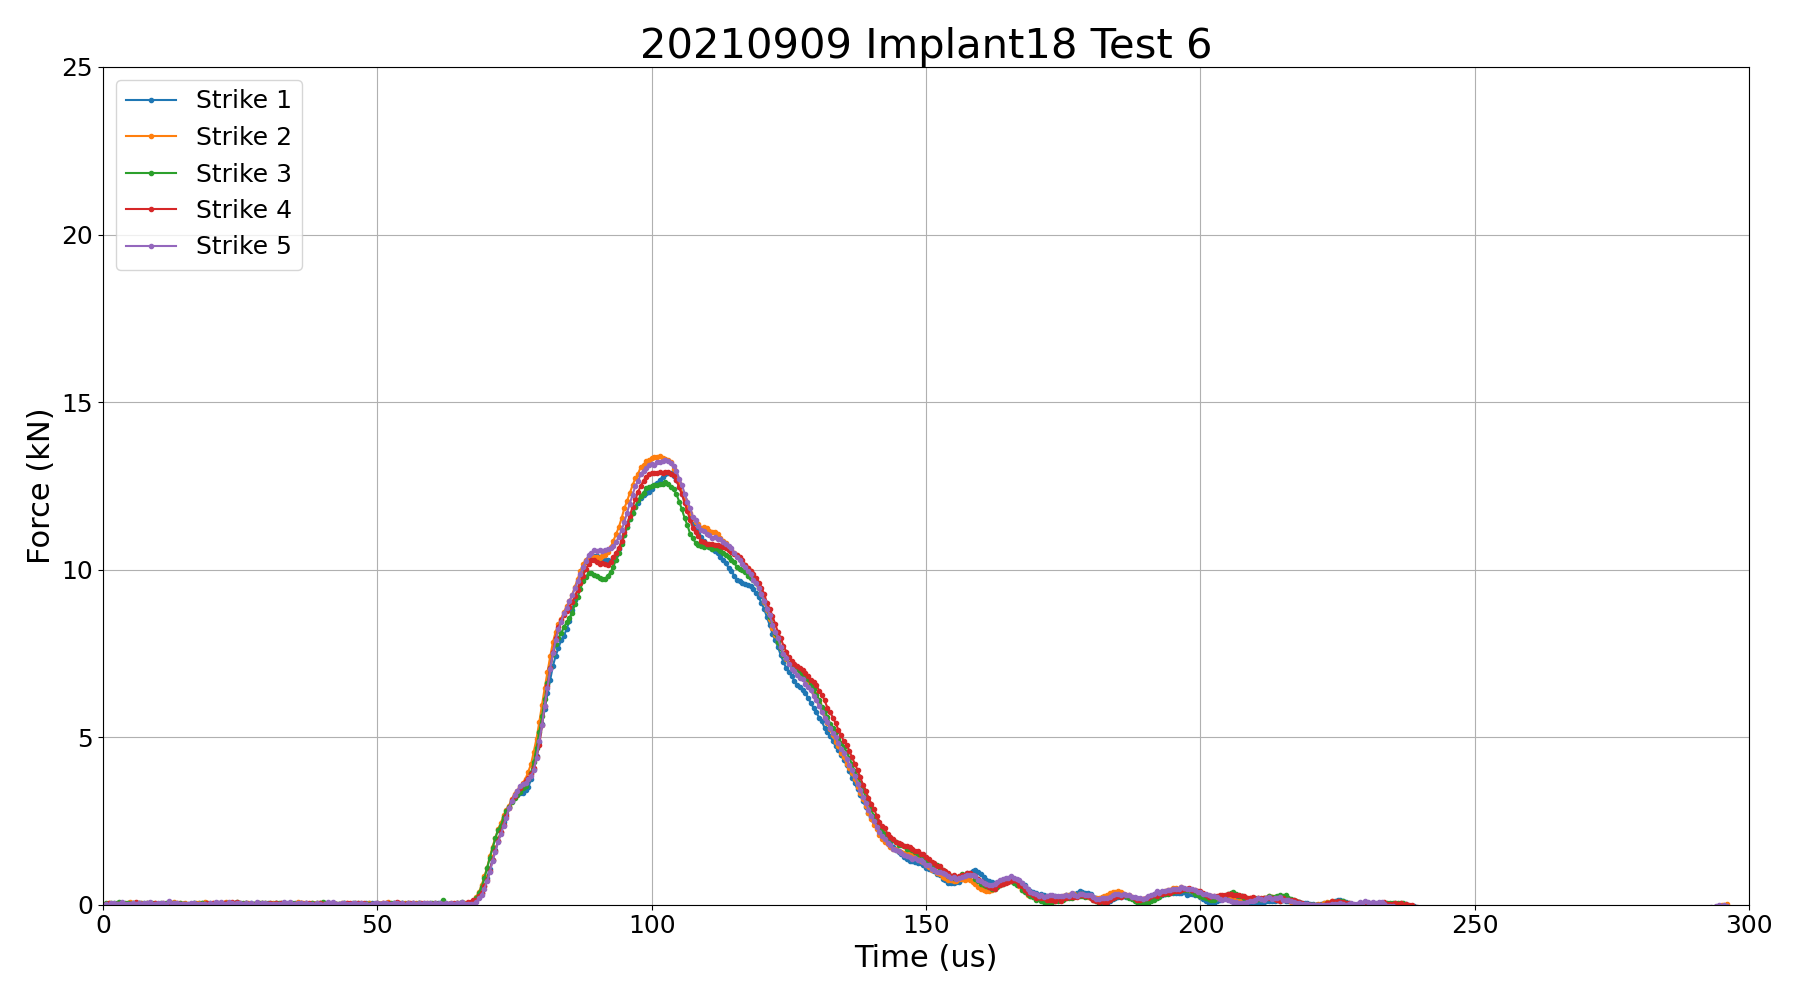 20210909 Implant18 Test 6
25
20
15
10
5
0
Force (kN)
Strike 1
Strike 2
Strike 3
Strike 4
Strike 5
0 50 100 150 200 250 300
Time (us)